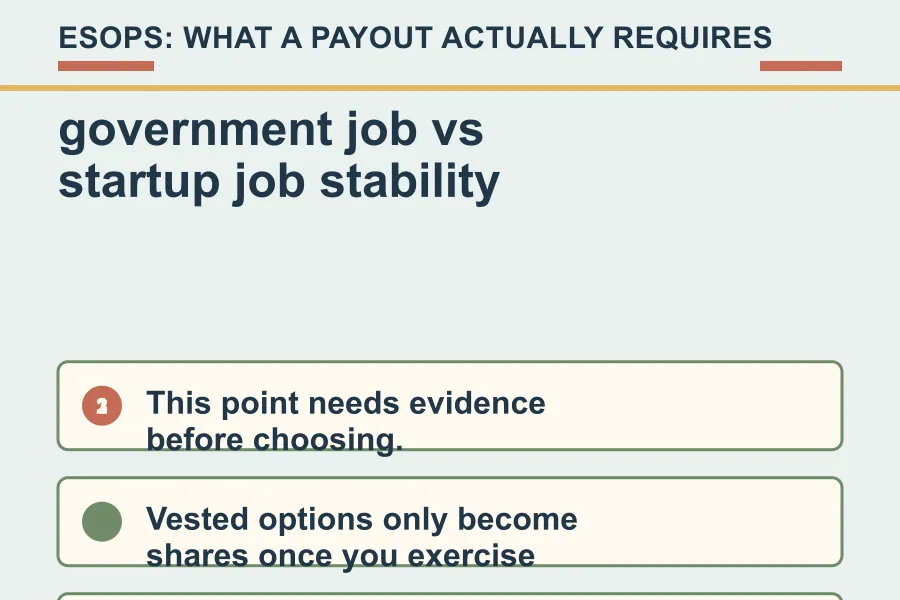 ESOPS: WHAT A PAYOUT ACTUALLY REQUIRES
government job vs
startup job stability
This point needs evidence
before choosing.
Vested options only become
shares once you exercise